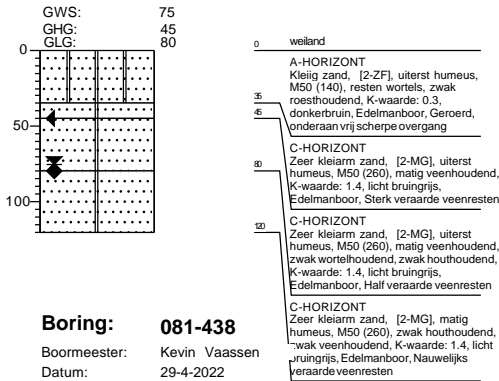 GWS: 75
GHG: 45
GLG: 80
0
50
100
0 weiland
A-HORIZONT
Kleiig zand, [2-ZF], uiterst humeus,
M50 (140), resten wortels, zwak
roesthoudend, K-waarde: 0.3,
donkerbruin, Edelmanboor, Geroerd,
onderaan vrij scherpe overgang
35
C-HORIZONT
Zeer kleiarm zand, [2-MG], uiterst
humeus, M50 (260), matig veenhoudend,
K-waarde: 1.4, licht bruingrijs,
Edelmanboor, Sterk veraarde veenresten
45
C-HORIZONT
Zeer kleiarm zand, [2-MG], uiterst
humeus, M50 (260), matig veenhoudend,
zwak wortelhoudend, zwak houthoudend,
K-waarde: 1.4, licht bruingrijs,
Edelmanboor, Half veraarde veenresten
80
C-HORIZONT
Zeer kleiarm zand, [2-MG], matig
humeus, M50 (260), zwak houthoudend,
zwak veenhoudend, K-waarde: 1.4, licht
bruingrijs, Edelmanboor, Nauwelijks
veraarde veenresten
120
Boring: 081-438
Boormeester: Kevin Vaassen
Datum: 29-4-2022